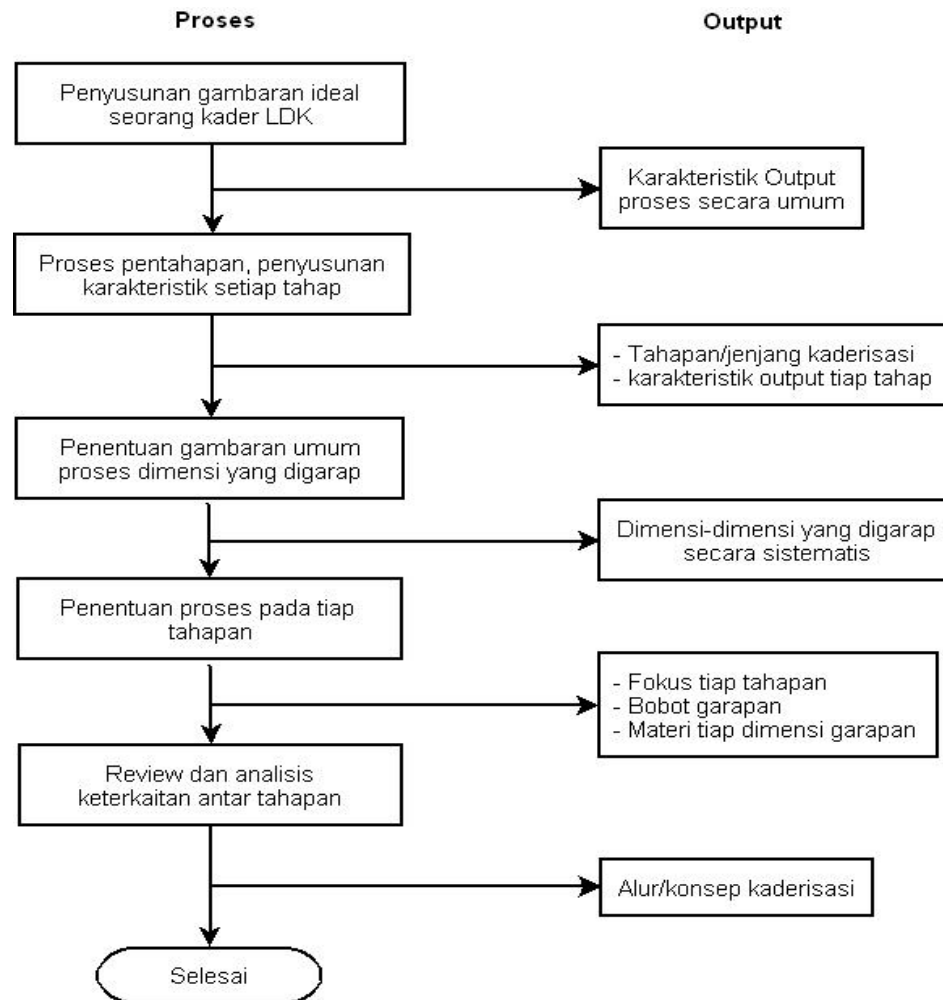 Proses
Output
Penyusunan gambaran ideal
seorang kader LDK
Karakteristik Output
proses secara umum
Proses pentahapan, penyusunan
karakteristik setiap tahap
- Tahapan/jenjang kaderisasi
- karakteristik output tiap tahap
Penentuan gambaran umum
proses dimensi yang digarap
Dimensi-dimensi yang digarap
secara sistematis
Penentuan proses pada tiap
tahapan
- Fokus tiap tahapan
- Bobot garapan
- Materi tiap dimensi garapan
Review dan analisis
keterkaitan antar tahapan
Alur/konsep kaderisasi
Selesai